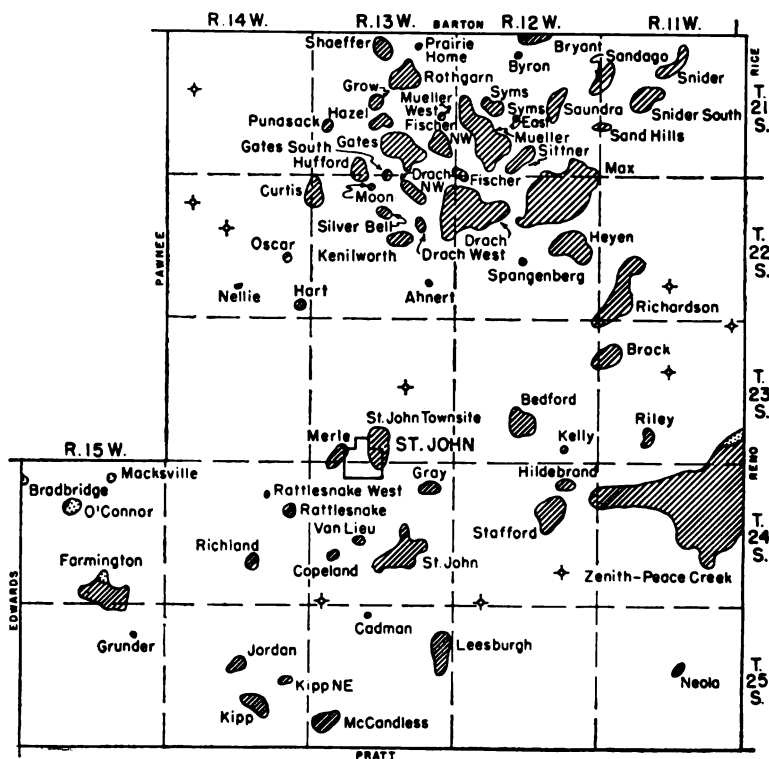 R.14W.
R.13W.
BARTON
R.12W.
R.11W.
Shaeffer
Prairie
Home
Bryant
Byron
Sandago
Snider
RICE
Rothgarn
Grow
Mueller
West
Syms
Syms
East
Saundra
Snider South
T.
21
S.
Hazel
Punasack
Fischer
NW
Mueller
Sand Hills
Gates
Gates South
Sittner
Hufford
Drach
NW
Fischer
Max
Curtis
Moon
Silver Bell
Drach
Drach West
Heyen
T.
22
S.
PAWNEE
Oscar
Kenilworth
Spangenberg
Nellie
Hart
Ahnert
Richardson
Brock
T.
23
S.
Bedford
St. John Townsite
Merle
ST. JOHN
Kelly
Riley
R.15W.
Macksville
Bradbridge
O'Connor
Rattlesnake West
Rattlesnake
Gray
Hildebrand
RENO
Van Lieu
Stafford
T.
24
S.
Richland
Copeland
St. John
Farmington
Zenith-Peace Creek
EDWARDS
Grunder
Cadman
Jordan
Leesburgh
Kipp NE
Neola
T.
25
S.
Kipp
McCandless
PRATT